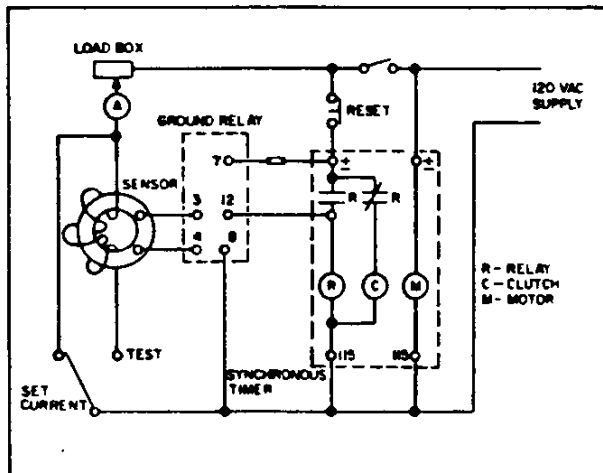 LOAD BOX
A
GROUND RELAY
RESET
120 VAC
SUPPLY
7
+
+
SENSOR
3
12
R
R
4
8
R
C
M
R - RELAY
C - CLUTCH
M - MOTOR
TEST
115
115
SYNCHRONOUS
TIMER
SET
CURRENT